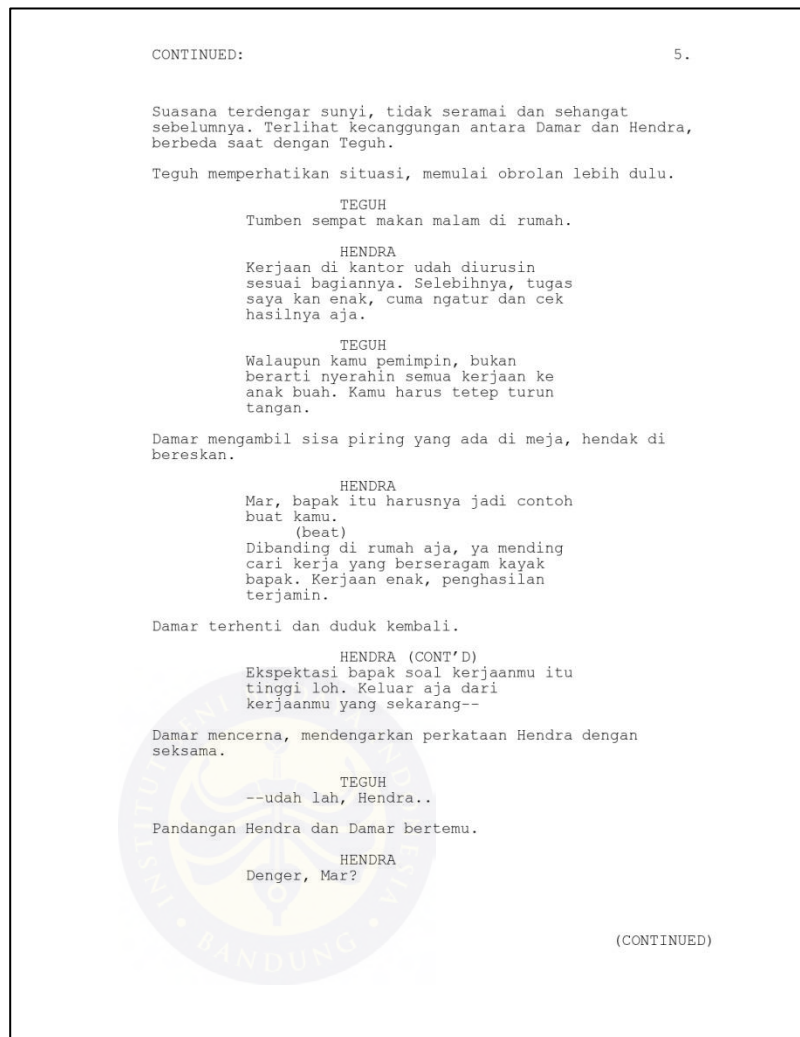 CONTINUED: 5.
Suasana terdengar sunyi, tidak seramai dan sehangat
sebelumnya. Terlihat kecanggungan antara Damar dan Hendra,
berbeda saat dengan Teguh.
Teguh memperhatikan situasi, memulai obrolan lebih dulu.
TEGUH
Tumben sempat makan malam di rumah.
HENDRA
Kerjaan di kantor udah diurusin
sesuai bagiannya. Selebihnya, tugas
saya kan enak, cuma ngatur dan cek
hasilnya aja.
TEGUH
Walaupun kamu pemimpin, bukan
berarti nyerahin semua kerjaan ke
anak buah. Kamu harus tetep turun
tangan.
Damar mengambil sisa piring yang ada di meja, hendak di
bereskan.
HENDRA
Mar, bapak itu harusnya jadi contoh
buat kamu.
(beat)
Dibanding di rumah aja, ya mending
cari kerja yang berseragam kayak
bapak. Kerjaan enak, penghasilan
terjamin.
Damar terhenti dan duduk kembali.
HENDRA (CONT'D)
Ekspektasi bapak soal kerjaanmu itu
tinggi loh. Keluar aja dari
kerjaanmu yang sekarang--
Damar mencerna, mendengarkan perkataan Hendra dengan
seksama.
TEGUH
--udah lah, Hendra..
Pandangan Hendra dan Damar bertemu.
HENDRA
Denger, Mar?
(CONTINUED)
INSTITUT SENI BUDAYA INDONESIA
BANDUNG